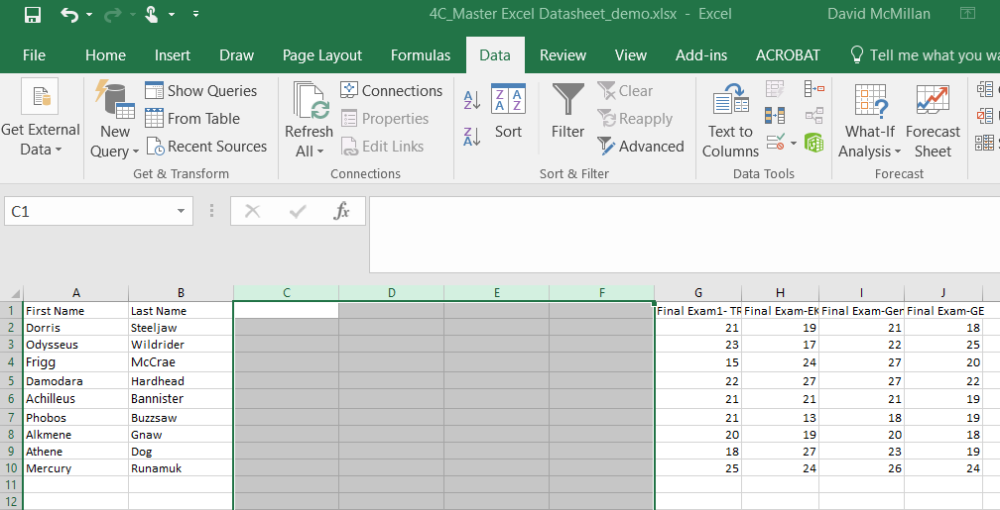 4C_Master Excel Datasheet_demo.xlsx - Excel David McMillan
File Home Insert Draw Page Layout Formulas Data Review View Add-ins ACROBAT Tell me what you wa
Get External Data
New Query
Show Queries
From Table
Recent Sources
Get & Transform
Refresh All
Connections
Properties
Edit Links
Connections
A Z
Z A
Z A A Z
Sort
Filter
Clear
Reapply
Advanced
Sort & Filter
Text to Columns
Data Tools
What-If Analysis
Forecast Sheet
Forecast
C1 fx
A B C D E F G H I J
1 First Name Last Name Final Exam1- TR Final Exam-EK Final Exam-Ger Final Exam-GE
2 Dorris Steeljaw 21 19 21 18
3 Odysseus Wildrider 23 17 22 25
4 Frigg McCrae 15 24 27 20
5 Damodara Hardhead 22 27 27 22
6 Achilleus Bannister 21 21 21 19
7 Phobos Buzzsaw 21 13 18 19
8 Alkmene Gnaw 20 19 20 18
9 Athene Dog 18 27 23 19
10 Mercury Runamuk 25 24 26 24
11
12